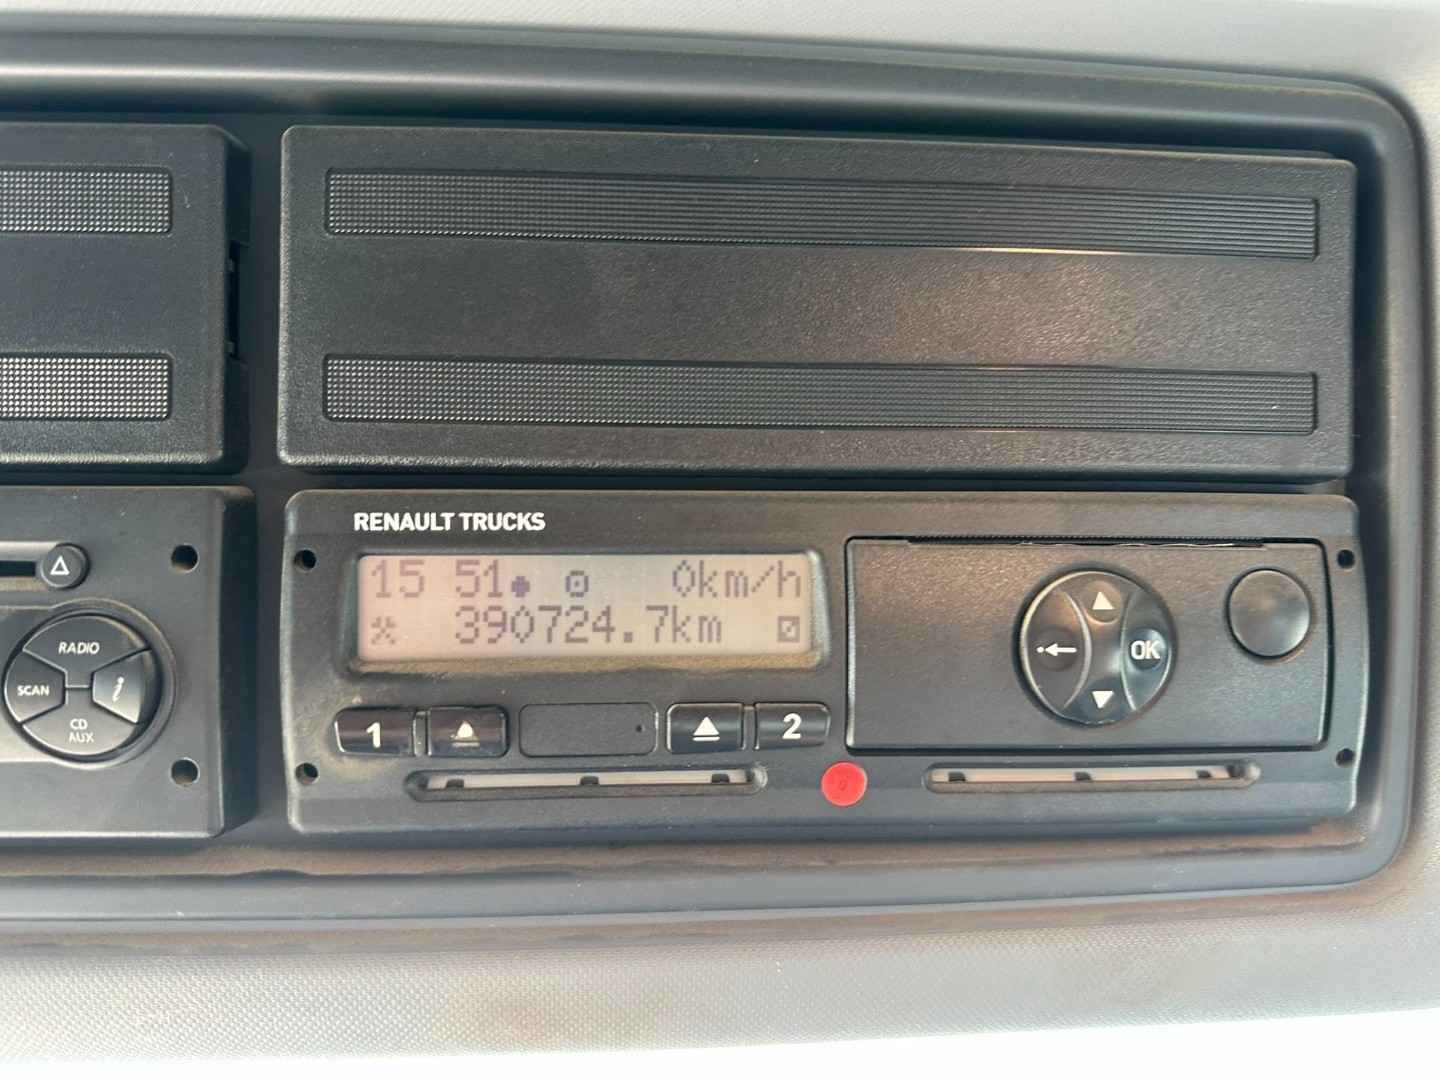 RENAULT TRUCKS
15 51 0km/h
390724.7km
RADIO
SCAN
i
CD
AUX
OK
1
2